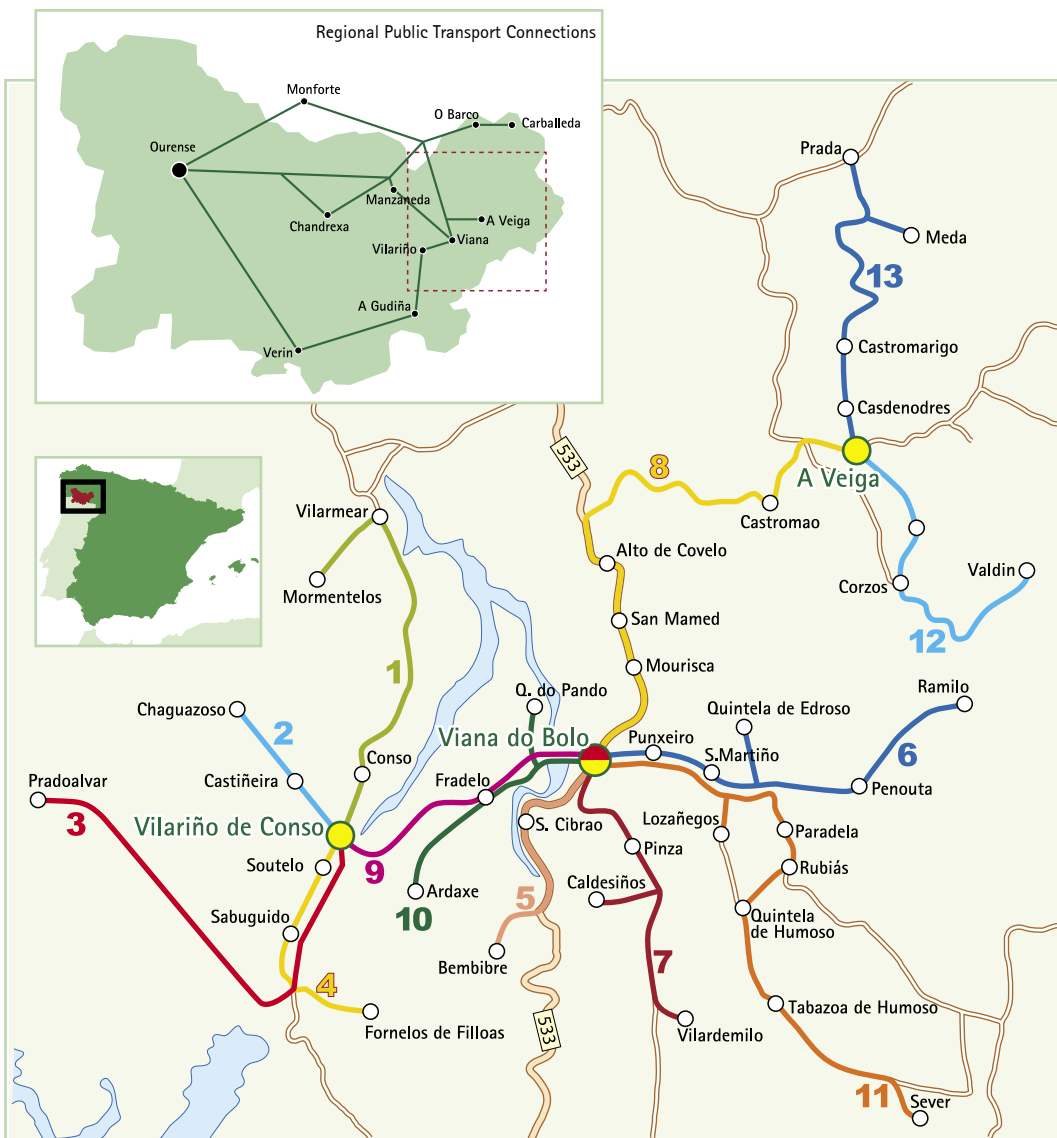 Regional Public Transport Connections
Monforte
O Barco
Carballeda
Ourense
Manzaneda
Chandrexa
A Veiga
Viana
Vilariño
A Gudiña
Verin
Prada
Meda
13
Castromarigo
Casdenodres
533
8
A Veiga
Castromao
Vilarmear
Alto de Covelo
Mormentelos
Corzos
Valdin
12
San Mamed
1
Mourisca
Q. do Pando
Quintela de Edroso
Ramilo
Chaguazoso
2
Viana do Bolo
Punxeiro
S.Martiño
6
Conso
Castiñeira
Fradelo
Penouta
Pradoalvar
3
Vilariño de Conso
S. Cibrao
Lozañegos
Paradela
Pinza
9
Soutelo
Rubiás
Ardaxe
Caldesiños
10
5
Sabuguido
Quintela
de Humoso
Bembibre
7
4
Tabazoa de Humoso
Fornelos de Filloas
533
Vilardemilo
11
Sever